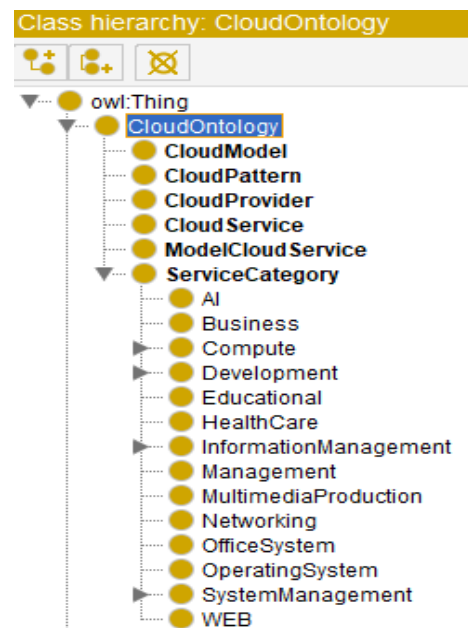 Class hierarchy: CloudOntology
owl:Thing
CloudOntology
CloudModel
CloudPattern
CloudProvider
CloudService
ModelCloudService
ServiceCategory
AI
Business
Compute
Development
Educational
HealthCare
InformationManagement
Management
MultimediaProduction
Networking
OfficeSystem
OperatingSystem
SystemManagement
WEB